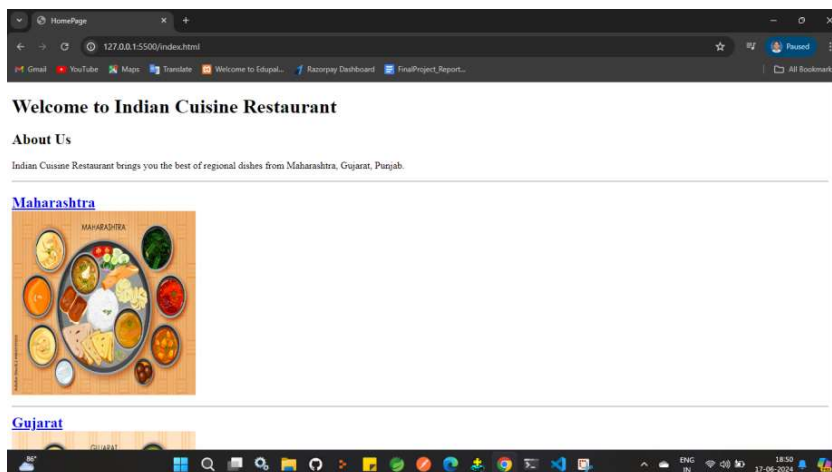 HomePage
127.0.0.1:5500/index.html
Paused
Gmail YouTube Maps Translate Welcome to Edupal... Razorpay Dashboard FinalProject_Report... All Bookmark
Welcome to Indian Cuisine Restaurant
About Us
Indian Cuisine Restaurant brings you the best of regional dishes from Maharashtra, Gujarat, Punjab.
Maharashtra
MAHARASHTRA
Gujarat
GUJARAT
86°
ENG
IN
18:50
17-06-2024